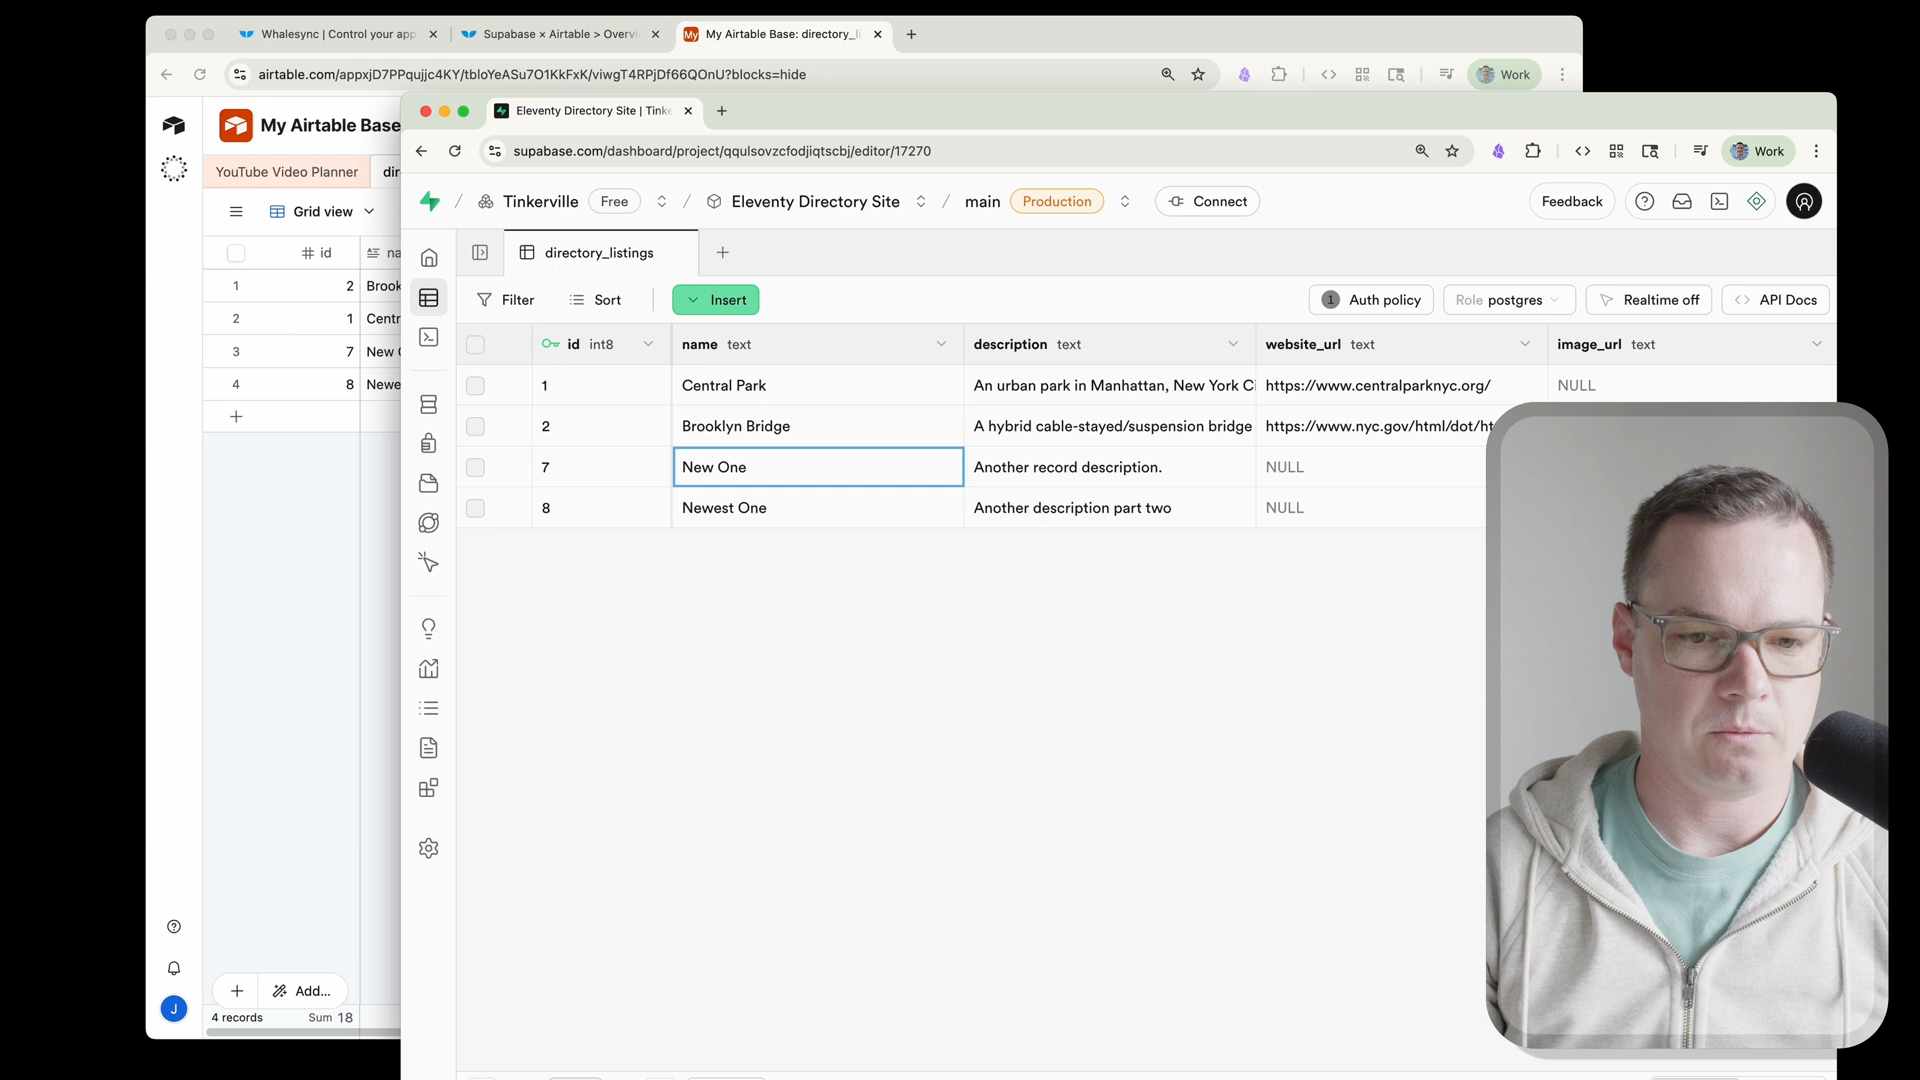 Whalesync | Control your app
Supabase × Airtable > Overvi
My My Airtable Base: directory_li
airtable.com/appxjD7PPqujjc4KY/tbloYeASu7O1KkFxK/viwgT4RPjDf66QOnU?blocks=hide
Work
Eleventy Directory Site | Tinke
supabase.com/dashboard/project/qqulsovzcfodjiqtscbj/editor/17270
Work
My Airtable Base
YouTube Video Planner
dir
Grid view
id
na
1 2 Brook
2 1 Centr
3 7 New
4 8 Newe
Add...
4 records Sum 18
J
Tinkerville Free
Eleventy Directory Site
main Production
Connect
Feedback
directory_listings
Filter
Sort
Insert
1 Auth policy
Role postgres
Realtime off
API Docs
id int8 name text description text website_url text image_url text
1 Central Park An urban park in Manhattan, New York Ci https://www.centralparknyc.org/ NULL
2 Brooklyn Bridge A hybrid cable-stayed/suspension bridge https://www.nyc.gov/html/dot/ht
7 New One Another record description. NULL
8 Newest One Another description part two NULL